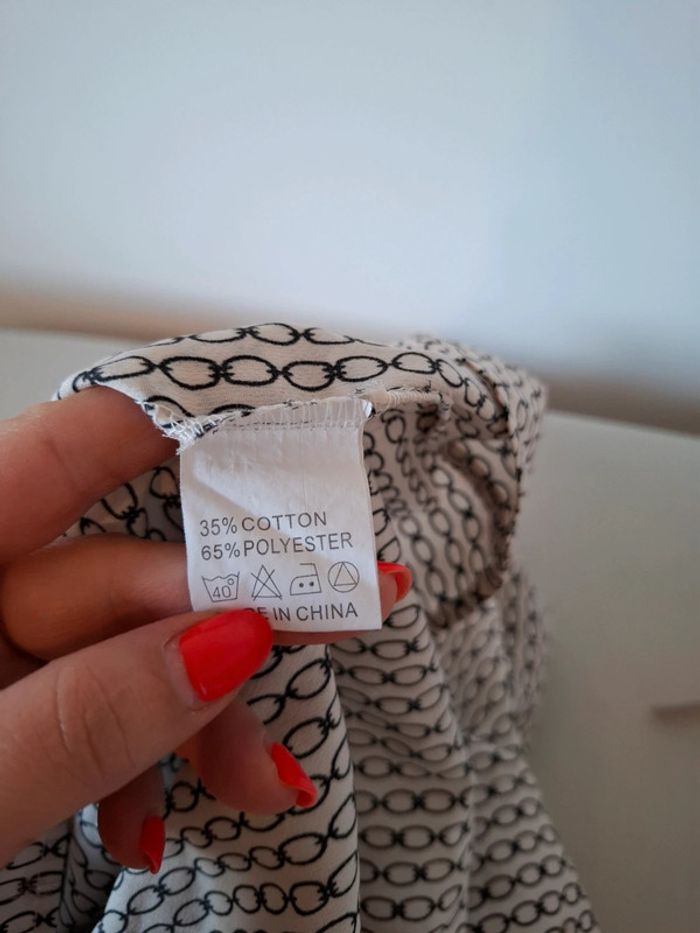 35% COTTON
65% POLYESTER
40°
IN CHINA